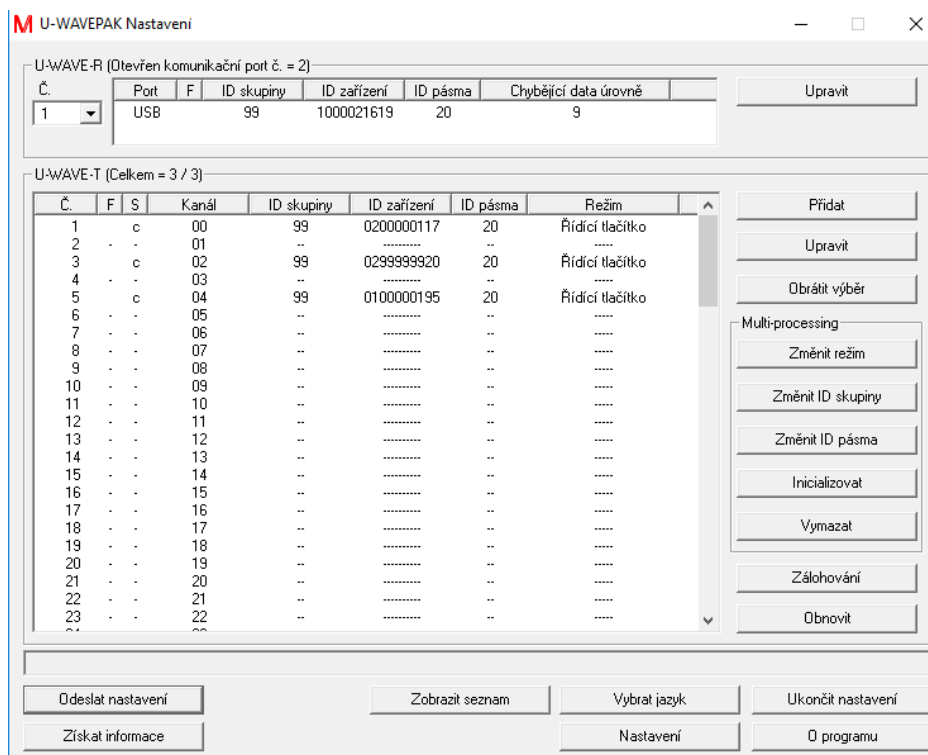 U-WAVEPAK Nastavení
U-WAVE-R (Otevřen komunikační port č. = 2)
Č.
1
Port F ID skupiny ID zařízení ID pásma Chybějící data úrovně
USB 99 1000021619 20 9
Upravit
U-WAVE-T (Celkem = 3 / 3)
Č. F S Kanál ID skupiny ID zařízení ID pásma Režim
1 c 00 99 0200000117 20 Řídící tlačítko
2 - - 01 -- ---------- -- -----
3 c 02 99 0299999920 20 Řídící tlačítko
4 - - 03 -- ---------- -- -----
5 c 04 99 0100000195 20 Řídící tlačítko
6 - - 05 -- ---------- -- -----
7 - - 06 -- ---------- -- -----
8 - - 07 -- ---------- -- -----
9 - - 08 -- ---------- -- -----
10 - - 09 -- ---------- -- -----
11 - - 10 -- ---------- -- -----
12 - - 11 -- ---------- -- -----
13 - - 12 -- ---------- -- -----
14 - - 13 -- ---------- -- -----
15 - - 14 -- ---------- -- -----
16 - - 15 -- ---------- -- -----
17 - - 16 -- ---------- -- -----
18 - - 17 -- ---------- -- -----
19 - - 18 -- ---------- -- -----
20 - - 19 -- ---------- -- -----
21 - - 20 -- ---------- -- -----
22 - - 21 -- ---------- -- -----
23 - - 22 -- ---------- -- -----
Přidat
Upravit
Obrátit výběr
Multi-processing
Změnit režim
Změnit ID skupiny
Změnit ID pásma
Inicializovat
Vymazat
Zálohování
Obnovit
Odeslat nastavení
Zobrazit seznam
Vybrat jazyk
Ukončit nastavení
Získat informace
Nastavení
O programu